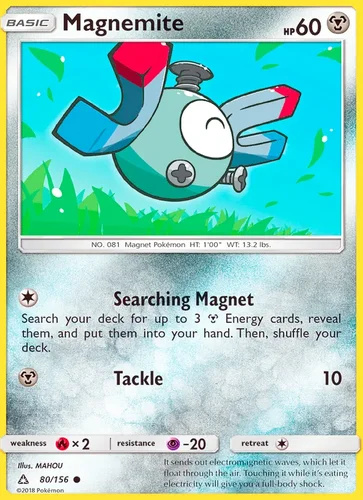 BASIC Magnemite HP60
NO. 081 Magnet Pokémon HT: 1'00" WT: 13.2 lbs.
Searching Magnet
Search your deck for up to 3 Energy cards, reveal
them, and put them into your hand. Then, shuffle your
deck.
Tackle 10
weakness ×2 resistance -20 retreat
Illus. MAHOU
80/156
©2018 Pokémon
It sends out electromagnetic waves, which let it
float through the air. Touching it while it's eating
electricity will give you a full-body shock.